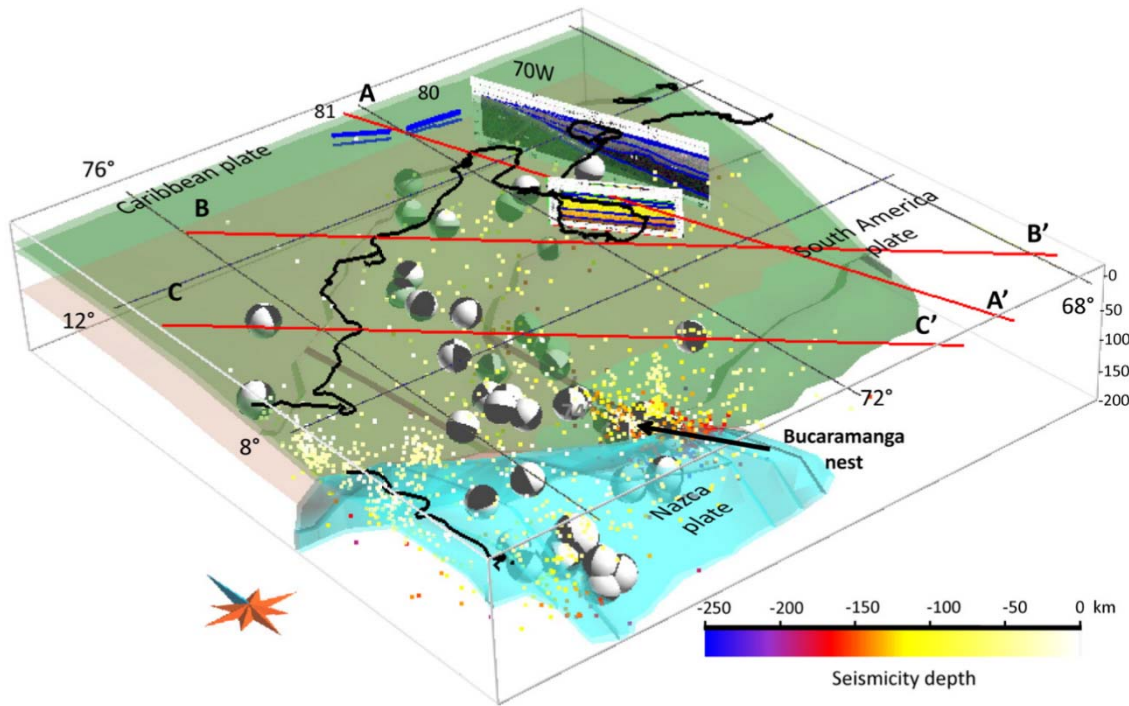 70W
A
80
81
76°
Caribbean plate
B
South America
plate
B'
C
A'
68°
C'
12°
0
-50
-100
-150
-200
72°
8°
Bucaramanga
nest
Nazca
plate
-250 -200 -150 -100 -50 0 km
Seismicity depth